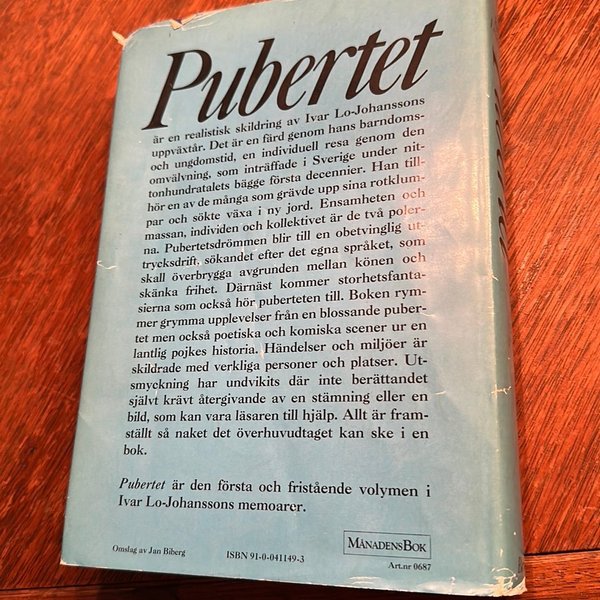 Pubertet
är en realistisk skildring av Ivar Lo-Johanssons
uppväxtår. Det är en färd genom hans barndoms-
och ungdomstid, en individuell resa genom den
omvälvning, som inträffade i Sverige under nit-
tonhundratalets bägge första decennier. Han till-
hör en av de många som grävde upp sina rotklum-
par och sökte växa i ny jord. Ensamheten och
massan, individen och kollektivet är de två poler-
na. Pubertetsdrömmen blir till en obetvinglig ut-
trycksdrift, sökandet efter det egna språket, som
skall överbrygga avgrunden mellan könen och
skänka frihet. Därnäst kommer storhetsfanta-
sierna som också hör puberteten till. Boken rym-
mer grymma upplevelser från en blossande puber-
tet men också poetiska och komiska scener ur en
lantlig pojkes historia. Händelser och miljöer är
skildrade med verkliga personer och platser. Ut-
smyckning har undvikits där inte berättandet
självt krävt återgivande av en stämning eller en
bild, som kan vara läsaren till hjälp. Allt är fram-
ställt så naket det överhuvudtaget kan ske i en
bok.
Pubertet är den första och fristående volymen i
Ivar Lo-Johanssons memoarer.
Omslag av Jan Biberg
ISBN 91-0-041149-3
MÅNADENSBOK
Art.nr 0687